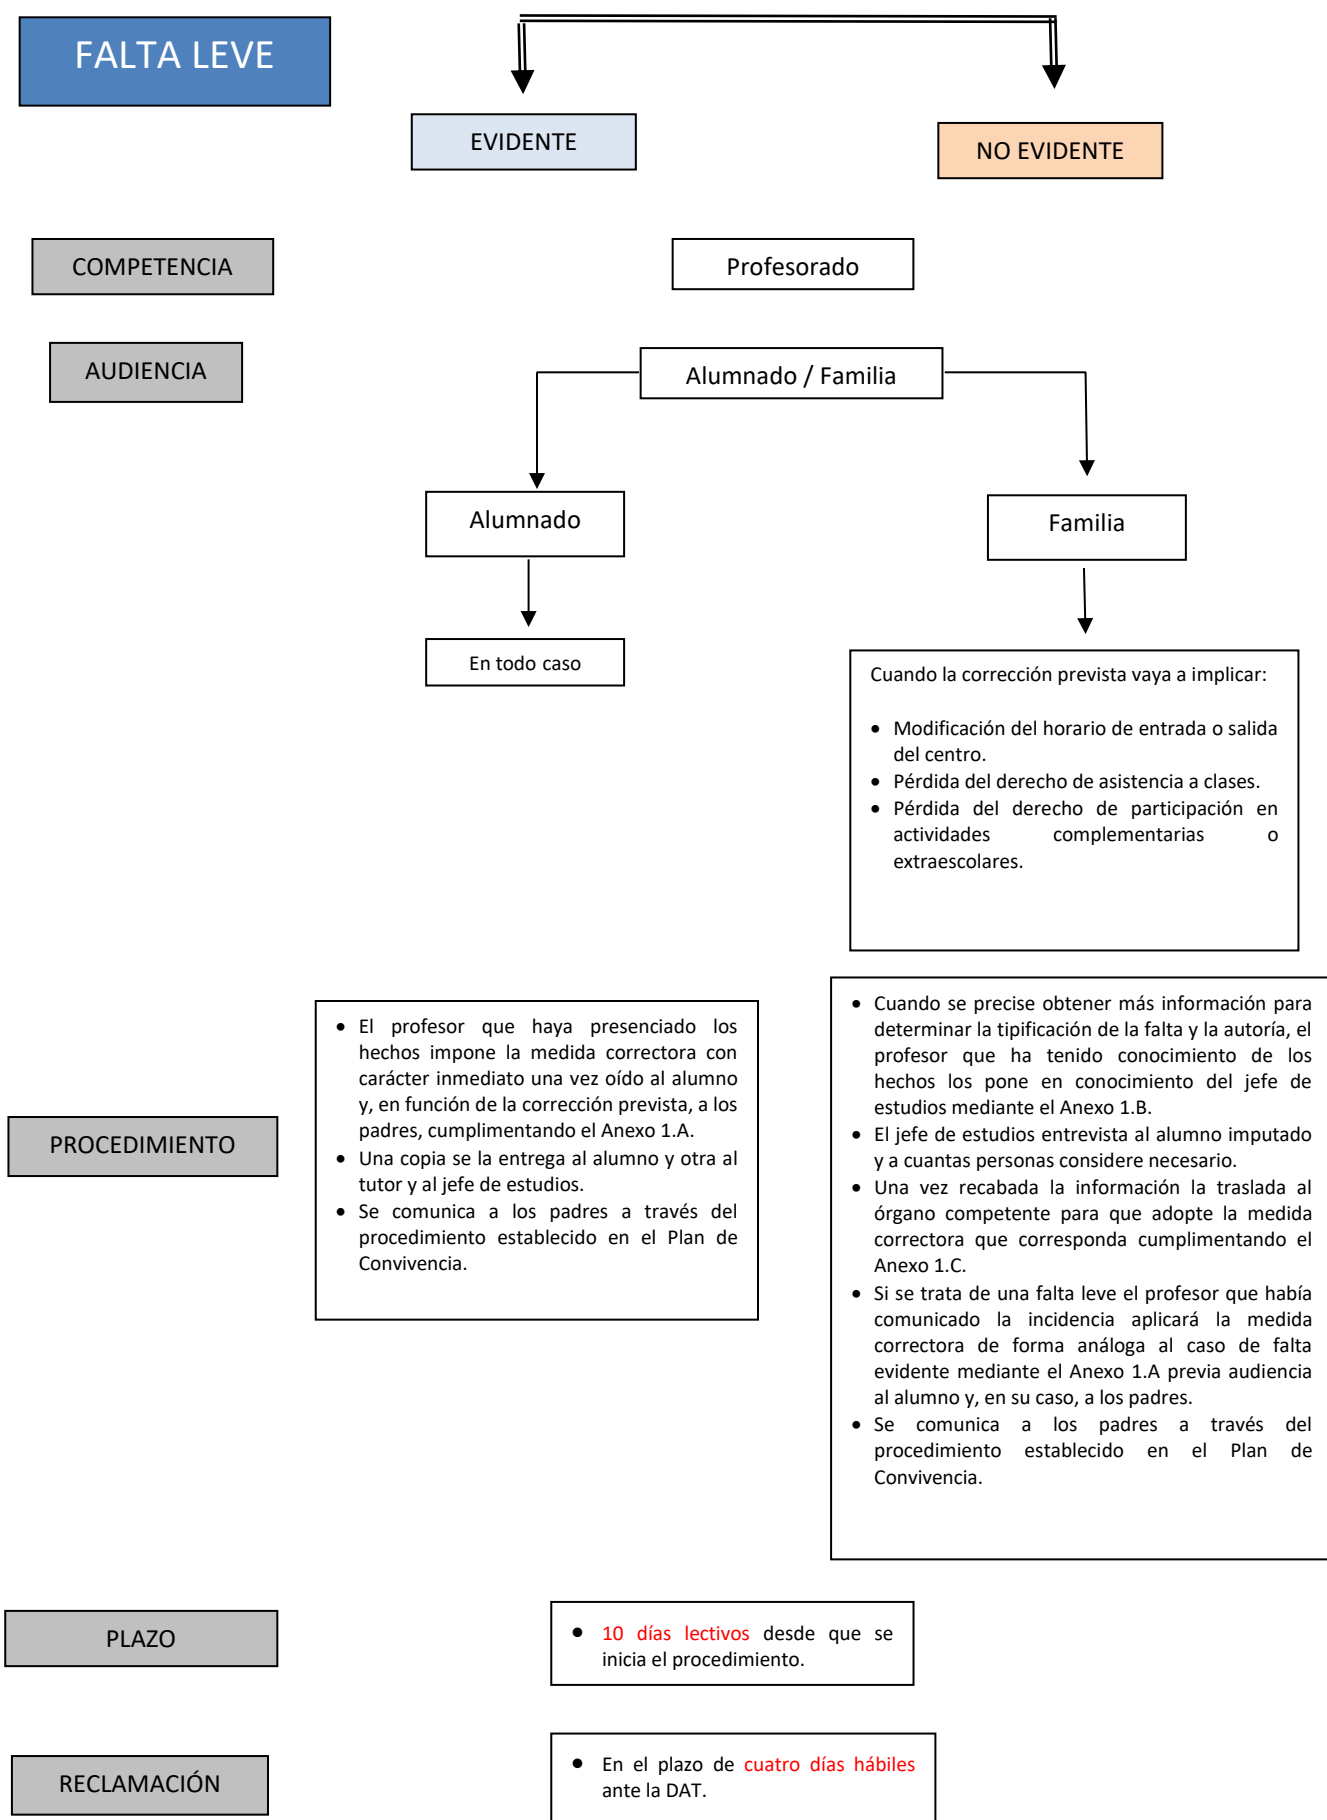 FALTA LEVE
EVIDENTE
NO EVIDENTE
COMPETENCIA
Profesorado
AUDIENCIA
Alumnado / Familia
Alumnado
Familia
En todo caso
Cuando la corrección prevista vaya a implicar:
• Modificación del horario de entrada o salida
del centro.
• Pérdida del derecho de asistencia a clases.
• Pérdida del derecho de participación en
actividades complementarias o
extraescolares.
PROCEDIMIENTO
• El profesor que haya presenciado los
hechos impone la medida correctora con
carácter inmediato una vez oído al alumno
y, en función de la corrección prevista, a los
padres, cumplimentando el Anexo 1.A.
• Una copia se la entrega al alumno y otra al
tutor y al jefe de estudios.
• Se comunica a los padres a través del
procedimiento establecido en el Plan de
Convivencia.
• Cuando se precise obtener más información para
determinar la tipificación de la falta y la autoría, el
profesor que ha tenido conocimiento de los
hechos los pone en conocimiento del jefe de
estudios mediante el Anexo 1.B.
• El jefe de estudios entrevista al alumno imputado
y a cuantas personas considere necesario.
• Una vez recabada la información la traslada al
órgano competente para que adopte la medida
correctora que corresponda cumplimentando el
Anexo 1.C.
• Si se trata de una falta leve el profesor que había
comunicado la incidencia aplicará la medida
correctora de forma análoga al caso de falta
evidente mediante el Anexo 1.A previa audiencia
al alumno y, en su caso, a los padres.
• Se comunica a los padres a través del
procedimiento establecido en el Plan de
Convivencia.
PLAZO
• 10 días lectivos desde que se
inicia el procedimiento.
RECLAMACIÓN
• En el plazo de cuatro días hábiles
ante la DAT.